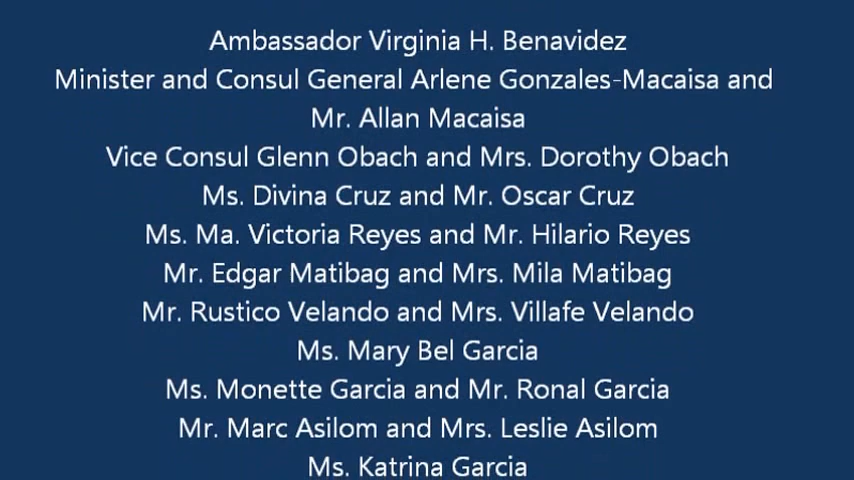 Ambassador Virginia H. Benavidez
Minister and Consul General Arlene Gonzales-Macaisa and
Mr. Allan Macaisa
Vice Consul Glenn Obach and Mrs. Dorothy Obach
Ms. Divina Cruz and Mr. Oscar Cruz
Ms. Ma. Victoria Reyes and Mr. Hilario Reyes
Mr. Edgar Matibag and Mrs. Mila Matibag
Mr. Rustico Velando and Mrs. Villafe Velando
Ms. Mary Bel Garcia
Ms. Monette Garcia and Mr. Ronal Garcia
Mr. Marc Asilom and Mrs. Leslie Asilom
Ms. Katrina Garcia